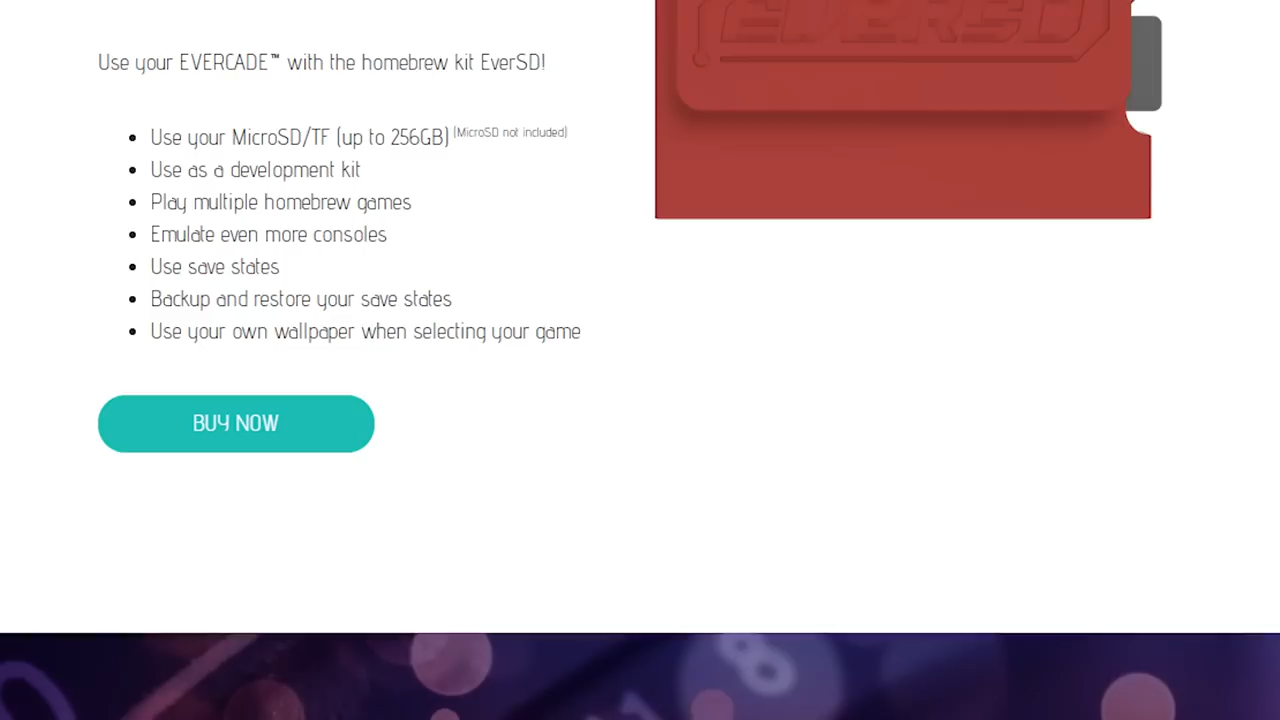 EVERSD
Use your EVERCADE™ with the homebrew kit EverSD!
Use your MicroSD/TF (up to 256GB) (MicroSD not included)
Use as a development kit
Play multiple homebrew games
Emulate even more consoles
Use save states
Backup and restore your save states
Use your own wallpaper when selecting your game
BUY NOW
8